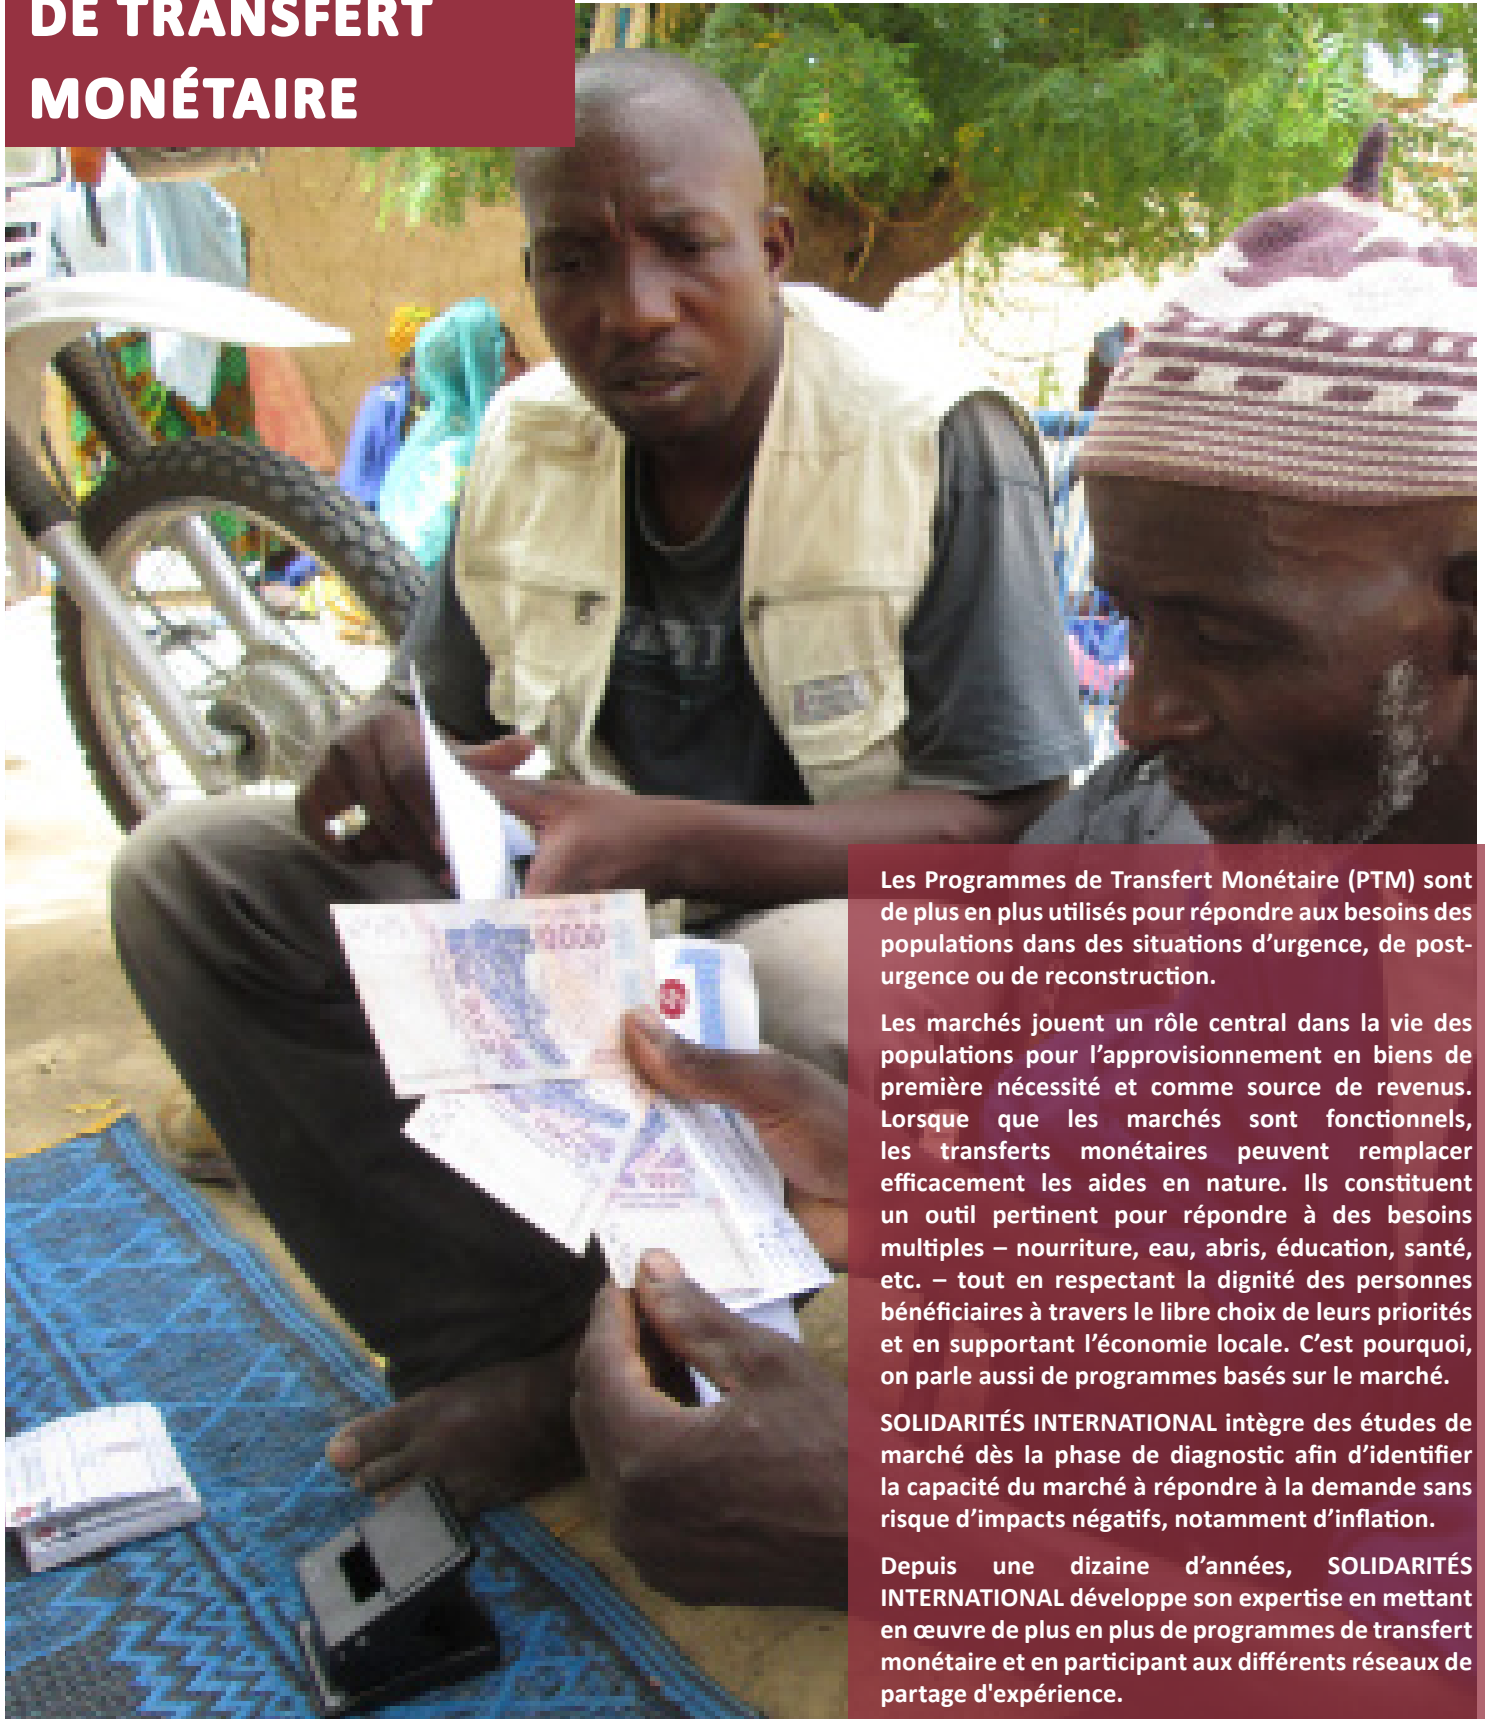 DE TRANSFERT
MONÉTAIRE
Les Programmes de Transfert Monétaire (PTM) sont
de plus en plus utilisés pour répondre aux besoins des
populations dans des situations d’urgence, de post-
urgence ou de reconstruction.
Les marchés jouent un rôle central dans la vie des
populations pour l’approvisionnement en biens de
première nécessité et comme source de revenus.
Lorsque que les marchés sont fonctionnels,
les transferts monétaires peuvent remplacer
efficacement les aides en nature. Ils constituent
un outil pertinent pour répondre à des besoins
multiples – nourriture, eau, abris, éducation, santé,
etc. – tout en respectant la dignité des personnes
bénéficiaires à travers le libre choix de leurs priorités
et en supportant l’économie locale. C’est pourquoi,
on parle aussi de programmes basés sur le marché.
SOLIDARITÉS INTERNATIONAL intègre des études de
marché dès la phase de diagnostic afin d’identifier
la capacité du marché à répondre à la demande sans
risque d’impacts négatifs, notamment d’inflation.
Depuis une dizaine d’années, SOLIDARITÉS
INTERNATIONAL développe son expertise en mettant
en œuvre de plus en plus de programmes de transfert
monétaire et en participant aux différents réseaux de
partage d'expérience.